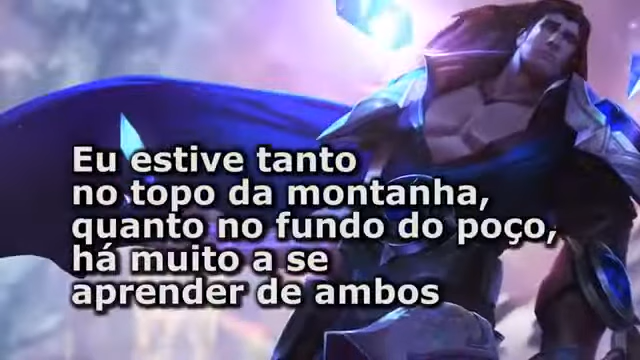 Eu estive tanto
no topo da montanha,
quanto no fundo do poço,
há muito a se
aprender de ambos